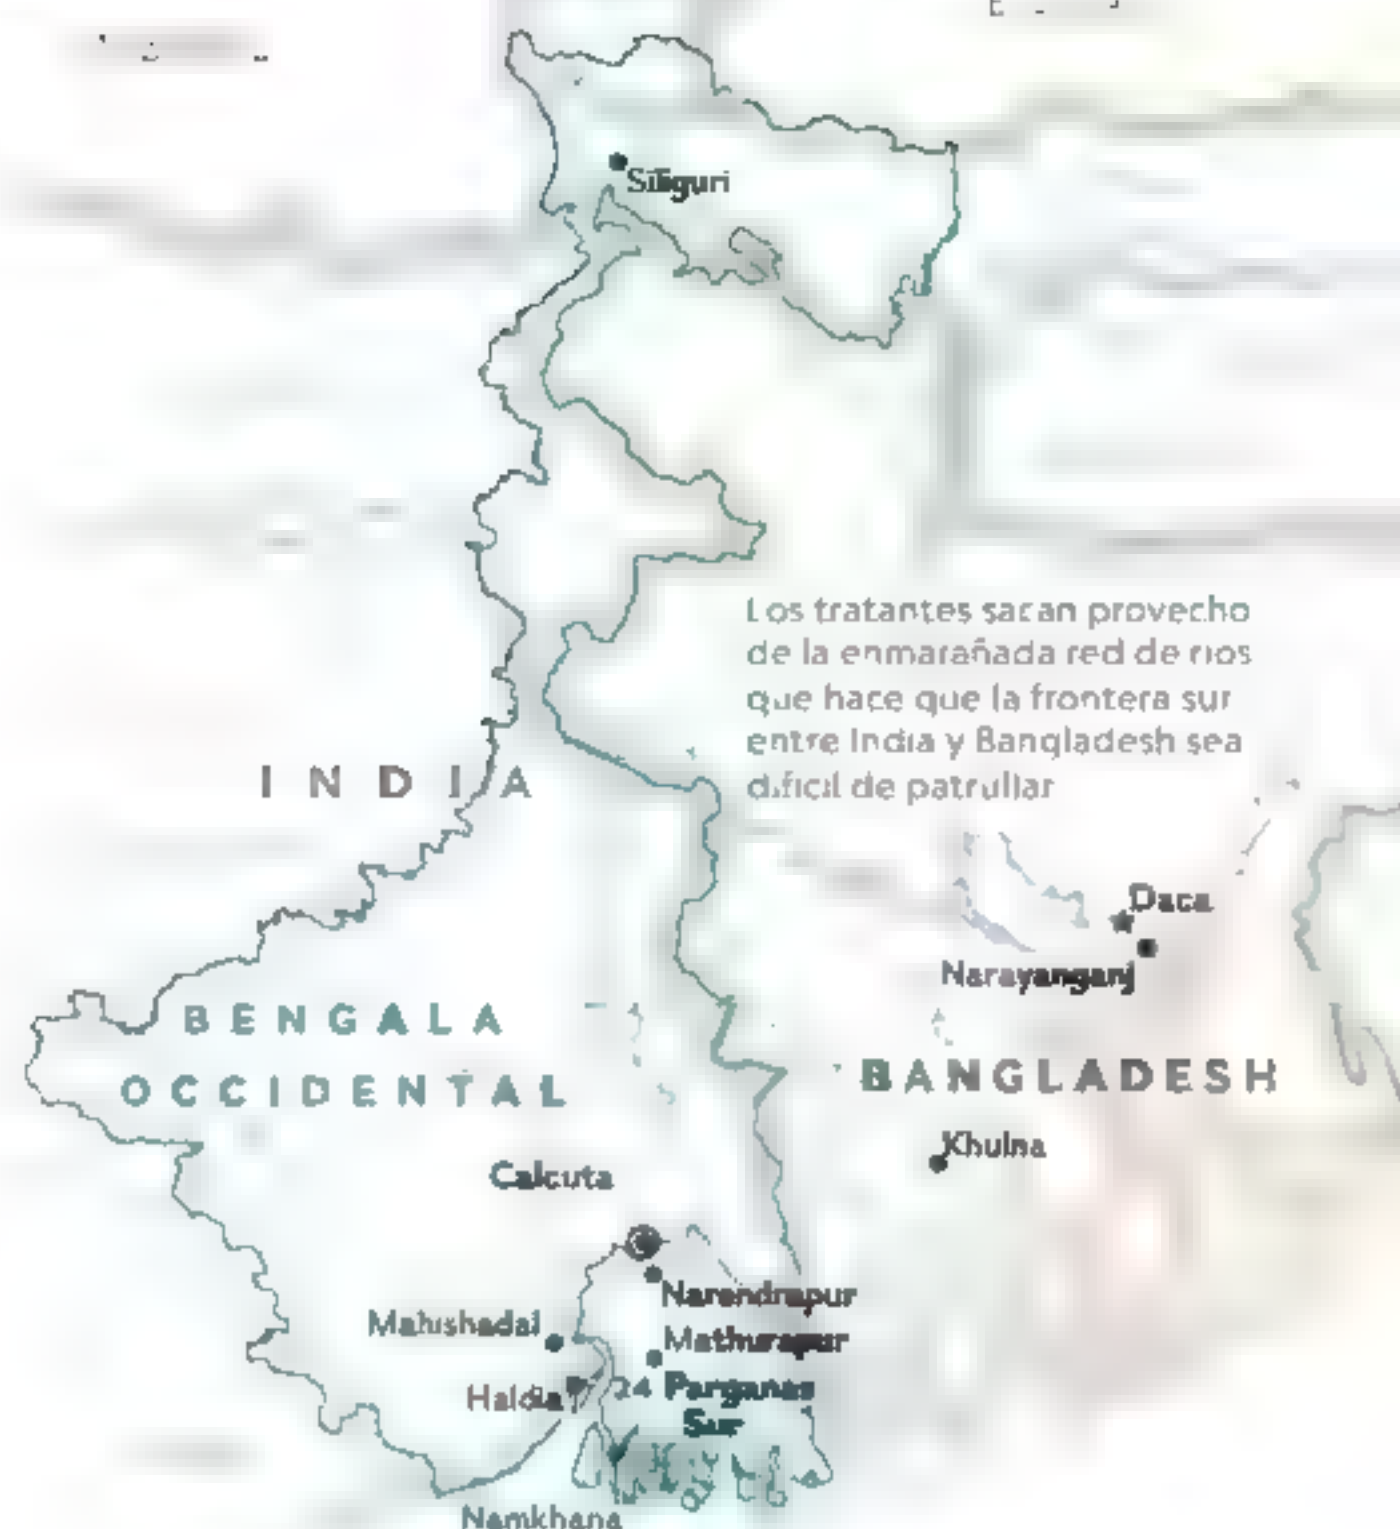 Siliguri
Los tratantes sacan provecho
de la enmarañada red de ríos
que hace que la frontera sur
entre India y Bangladesh sea
difícil de patrullar
INDIA
Daca
Narayanganj
BENGALA
OCCIDENTAL
BANGLADESH
Khulna
Calcuta
Narendrapur
Mahishadal
Mathurapur
Haldia
24 Parganas
Sur
Namkhana